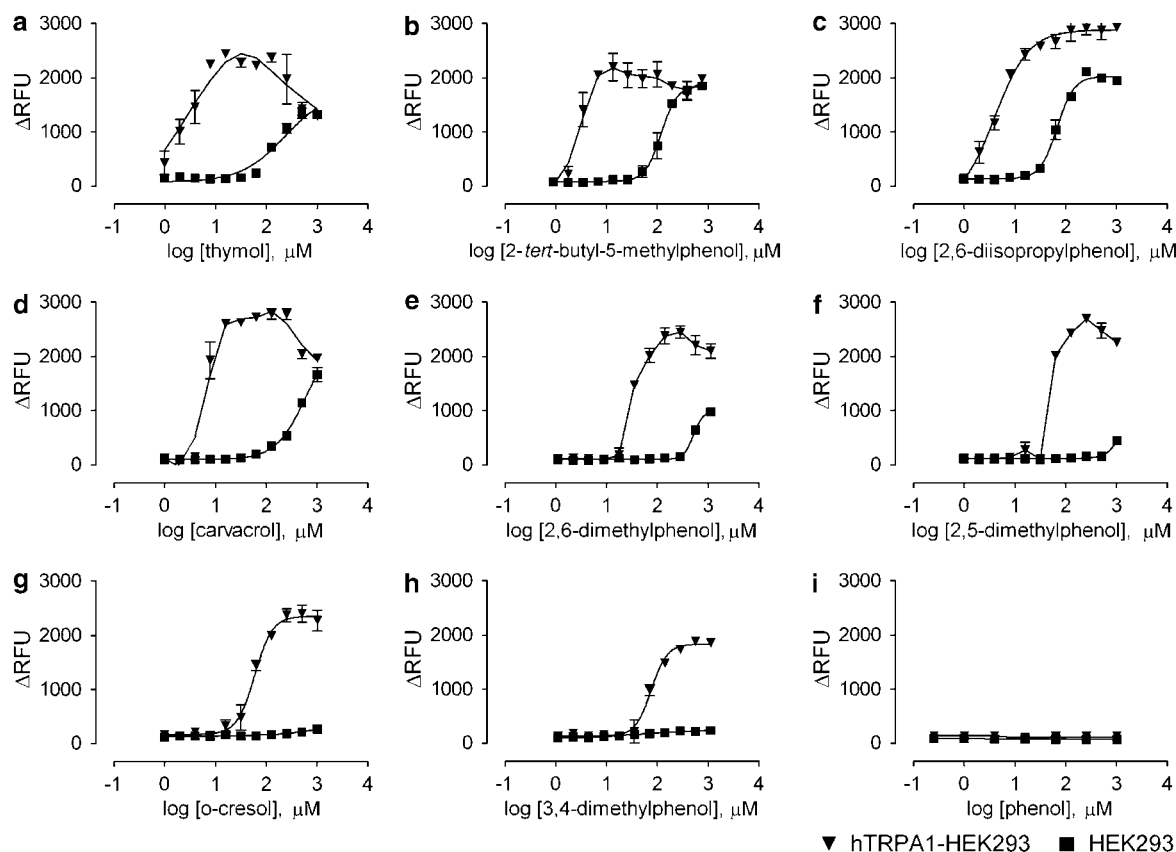 a
3000
2000
1000
0
ΔRFU
-1 0 1 2 3 4
log [thymol], μM
b
3000
2000
1000
0
ΔRFU
-1 0 1 2 3 4
log [2-tert-butyl-5-methylphenol], μM
c
3000
2000
1000
0
ΔRFU
-1 0 1 2 3 4
log [2,6-diisopropylphenol], μM
d
3000
2000
1000
0
ΔRFU
-1 0 1 2 3 4
log [carvacrol], μM
e
3000
2000
1000
0
ΔRFU
-1 0 1 2 3 4
log [2,6-dimethylphenol], μM
f
3000
2000
1000
0
ΔRFU
-1 0 1 2 3 4
log [2,5-dimethylphenol], μM
g
3000
2000
1000
0
ΔRFU
-1 0 1 2 3 4
log [o-cresol], μM
h
3000
2000
1000
0
ΔRFU
-1 0 1 2 3 4
log [3,4-dimethylphenol], μM
i
3000
2000
1000
0
ΔRFU
-1 0 1 2 3 4
log [phenol], μM
▼ hTRPA1-HEK293 ■ HEK293